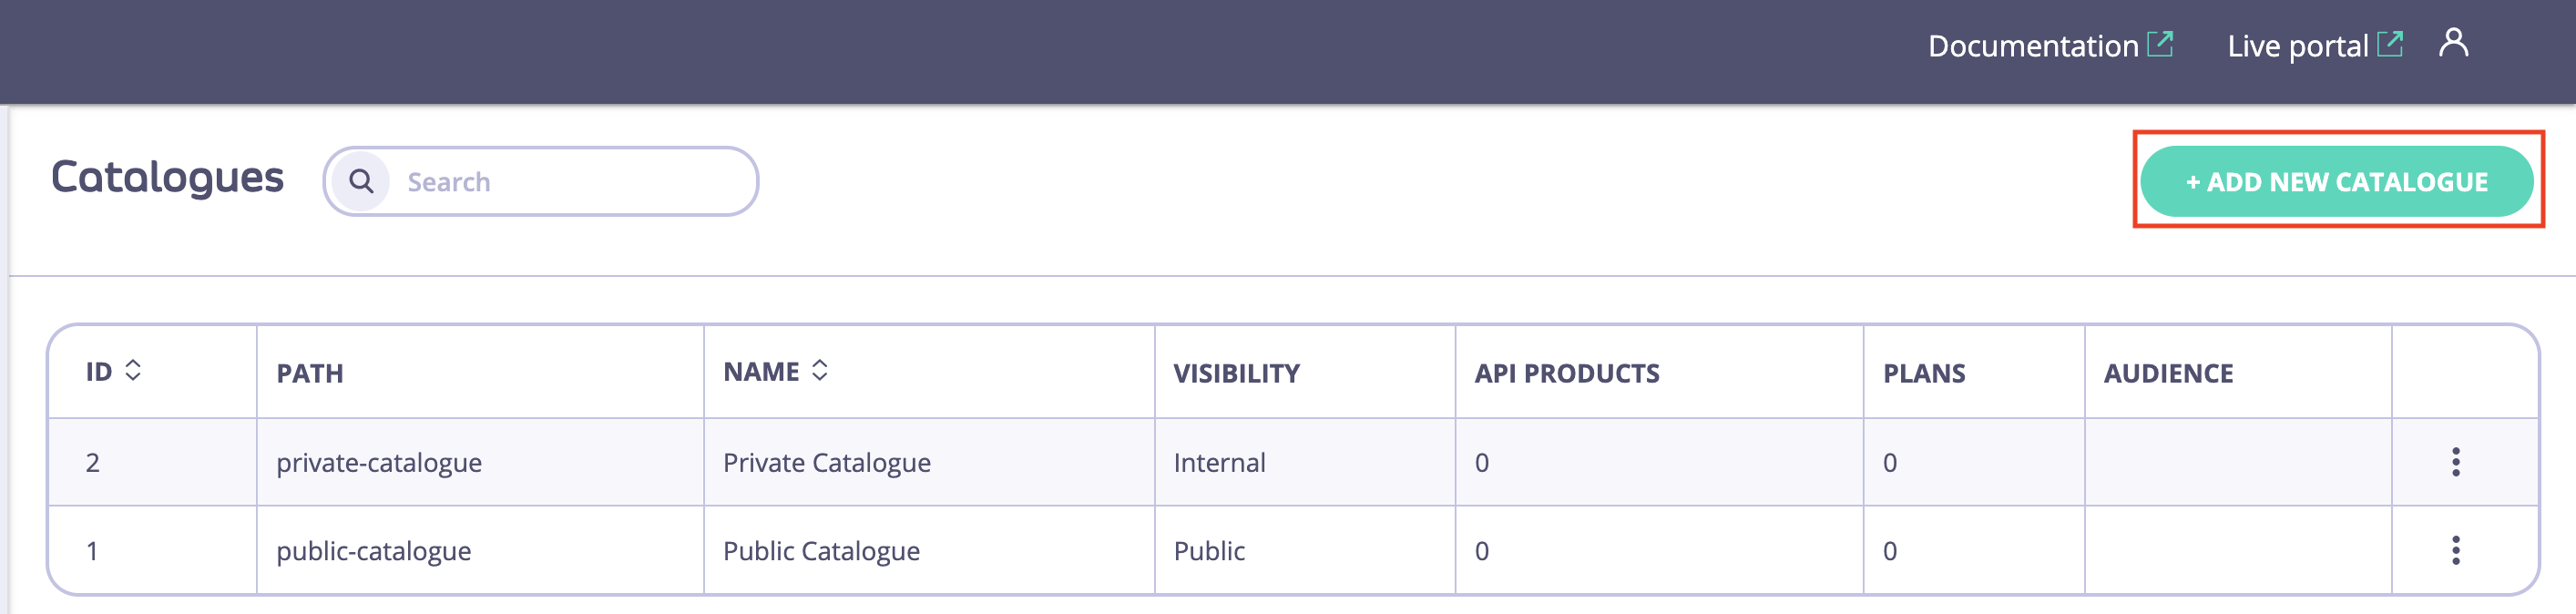 Documentation Live portal
Catalogues Search + ADD NEW CATALOGUE
ID PATH NAME VISIBILITY API PRODUCTS PLANS AUDIENCE
2 private-catalogue Private Catalogue Internal 0 0
1 public-catalogue Public Catalogue Public 0 0